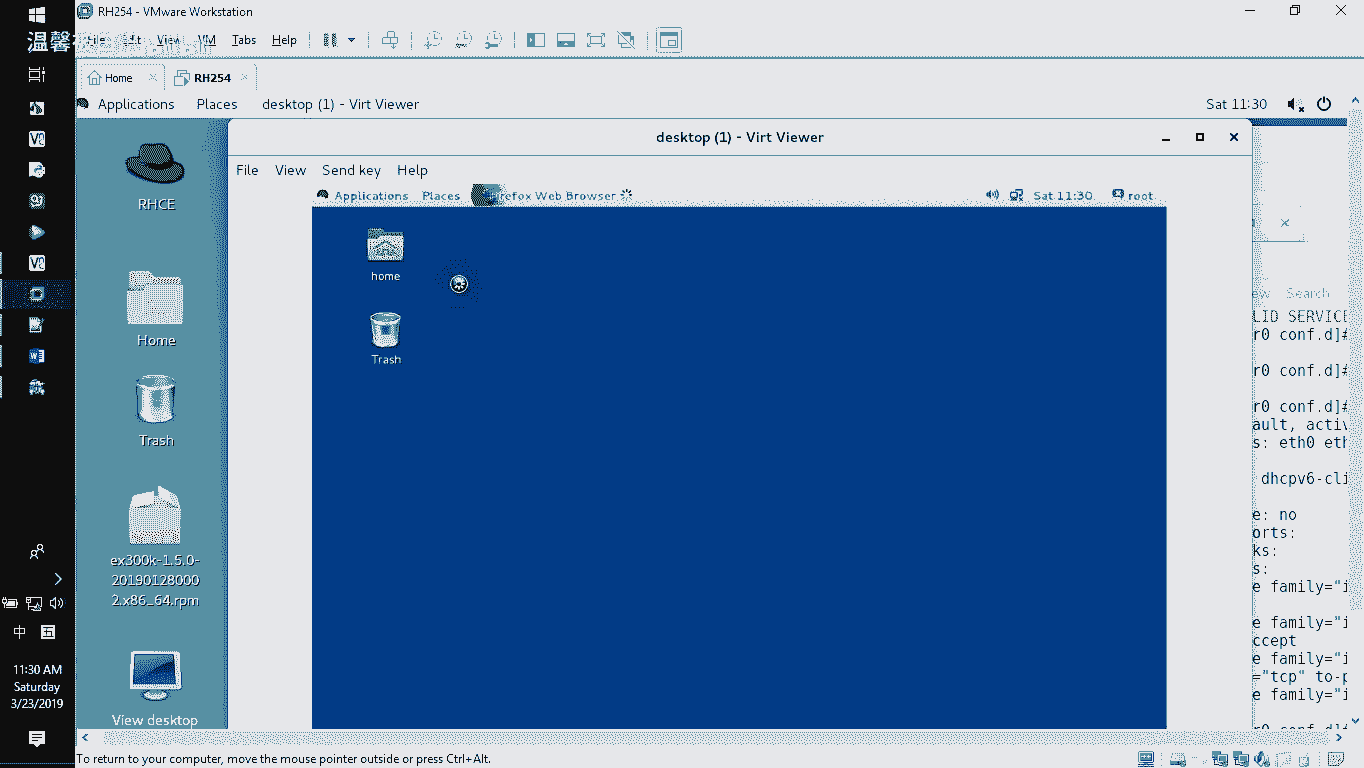 RH254 - VMware Workstation
温馨
View VM Tabs Help
Home
RH254
Applications Places desktop (1) - Virt Viewer
Sat 11:30
desktop (1) - Virt Viewer
File View Send key Help
Applications Places Firefox Web Browser
Sat 11:30 root
home
Trash
RHCE
Home
Trash
ex300k-1.5.0-
20190128000
2.x86_64.rpm
View desktop
Search
LID SERVICE
r0 conf.d]#
r0 conf.d]#
r0 conf.d]#
ault, activ
s: eth0 eth
dhcpv6-cli
e: no
orts:
ks:
s:
e family="i
e family="i
ccept
e family="i
="tcp" to-p
e family="i
r0 conf.d]#
中 五
11:30 AM
Saturday
3/23/2019
To return to your computer, move the mouse pointer outside or press Ctrl+Alt.